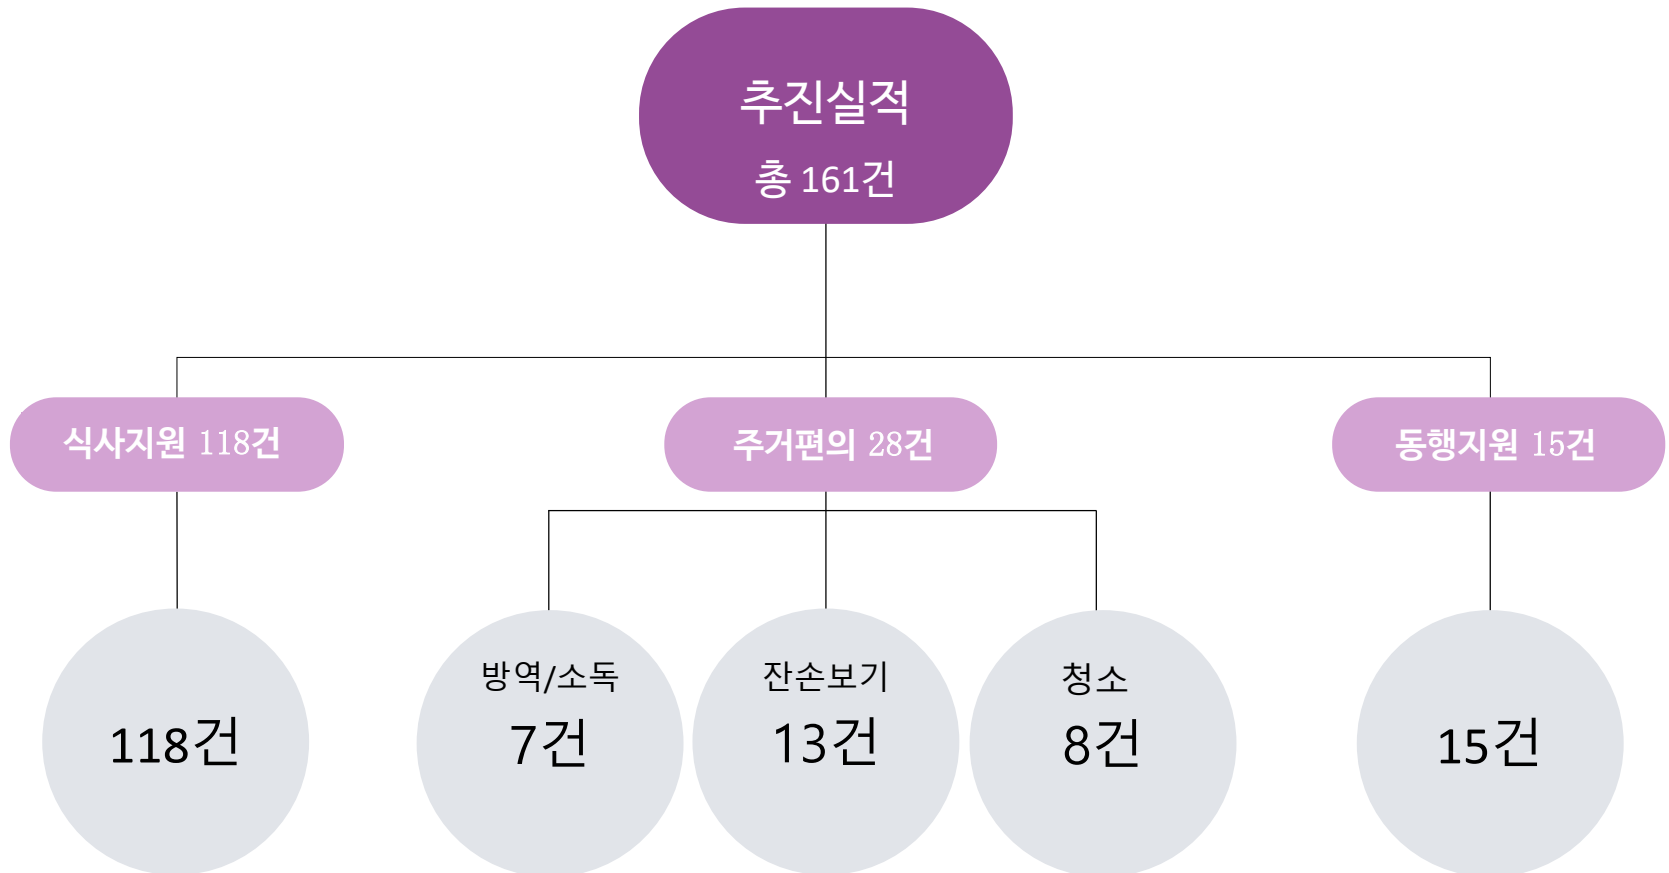 추진실적
총 161건
식사지원 118건
주거편의 28건
동행지원 15건
118건
방역/소독
7건
잔손보기
13건
청소
8건
15건